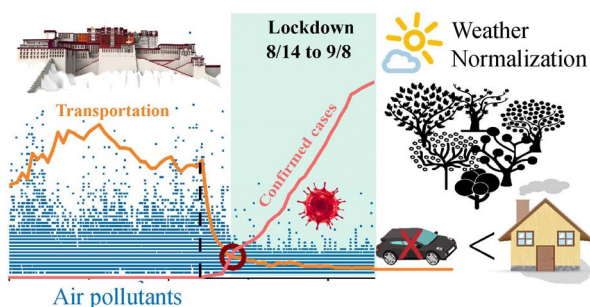 Lockdown
8/14 to 9/8
Weather
Normalization
Transportation
Confirmed cases
<
Air pollutants